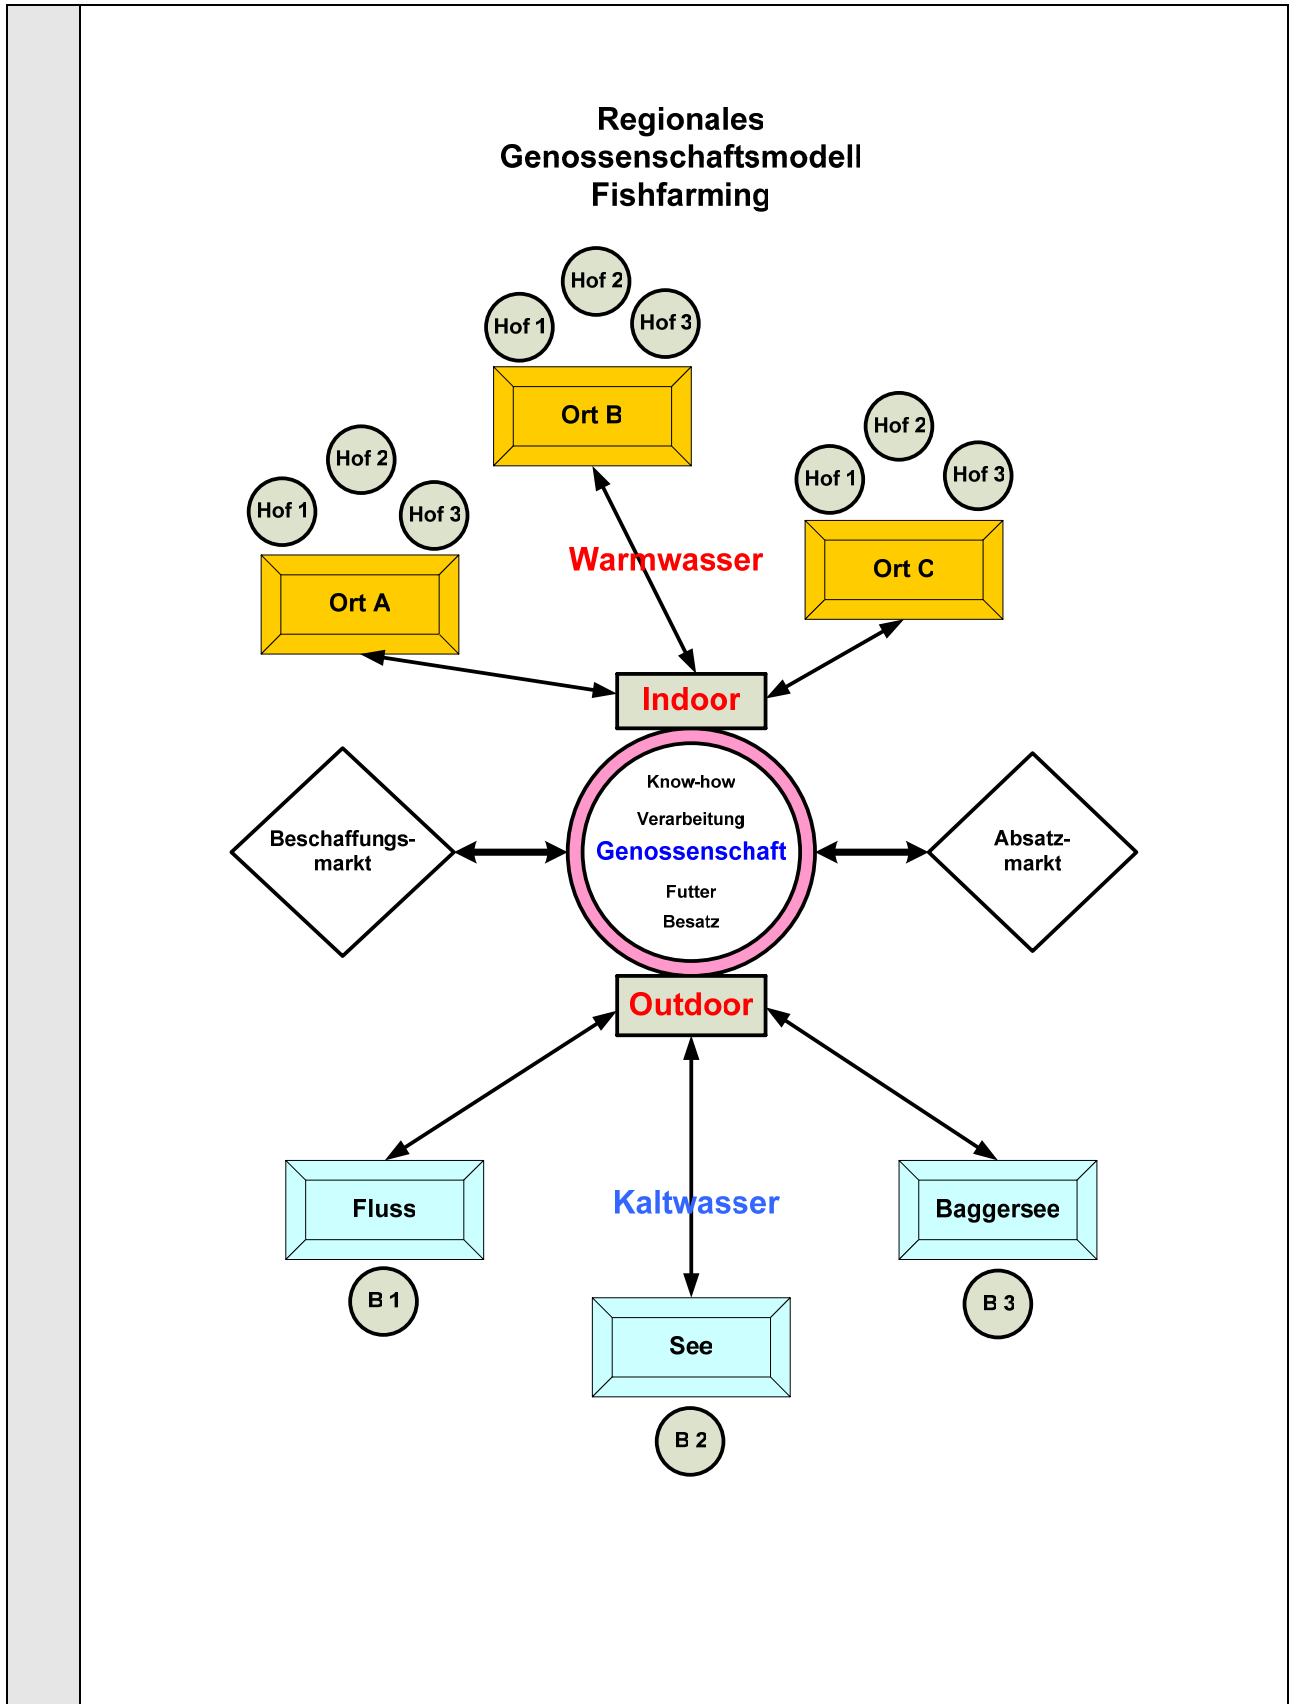 Regionales
Genossenschaftsmodell
Fishfarming
Hof 2
Hof 1
Hof 3
Ort B
Hof 2
Hof 1
Hof 3
Ort C
Hof 2
Hof 1
Hof 3
Ort A
Warmwasser
Indoor
Know-how
Verarbeitung
Genossenschaft
Futter
Besatz
Beschaffungs-
markt
Absatz-
markt
Outdoor
Fluss
Kaltwasser
Baggersee
B 1
B 3
See
B 2